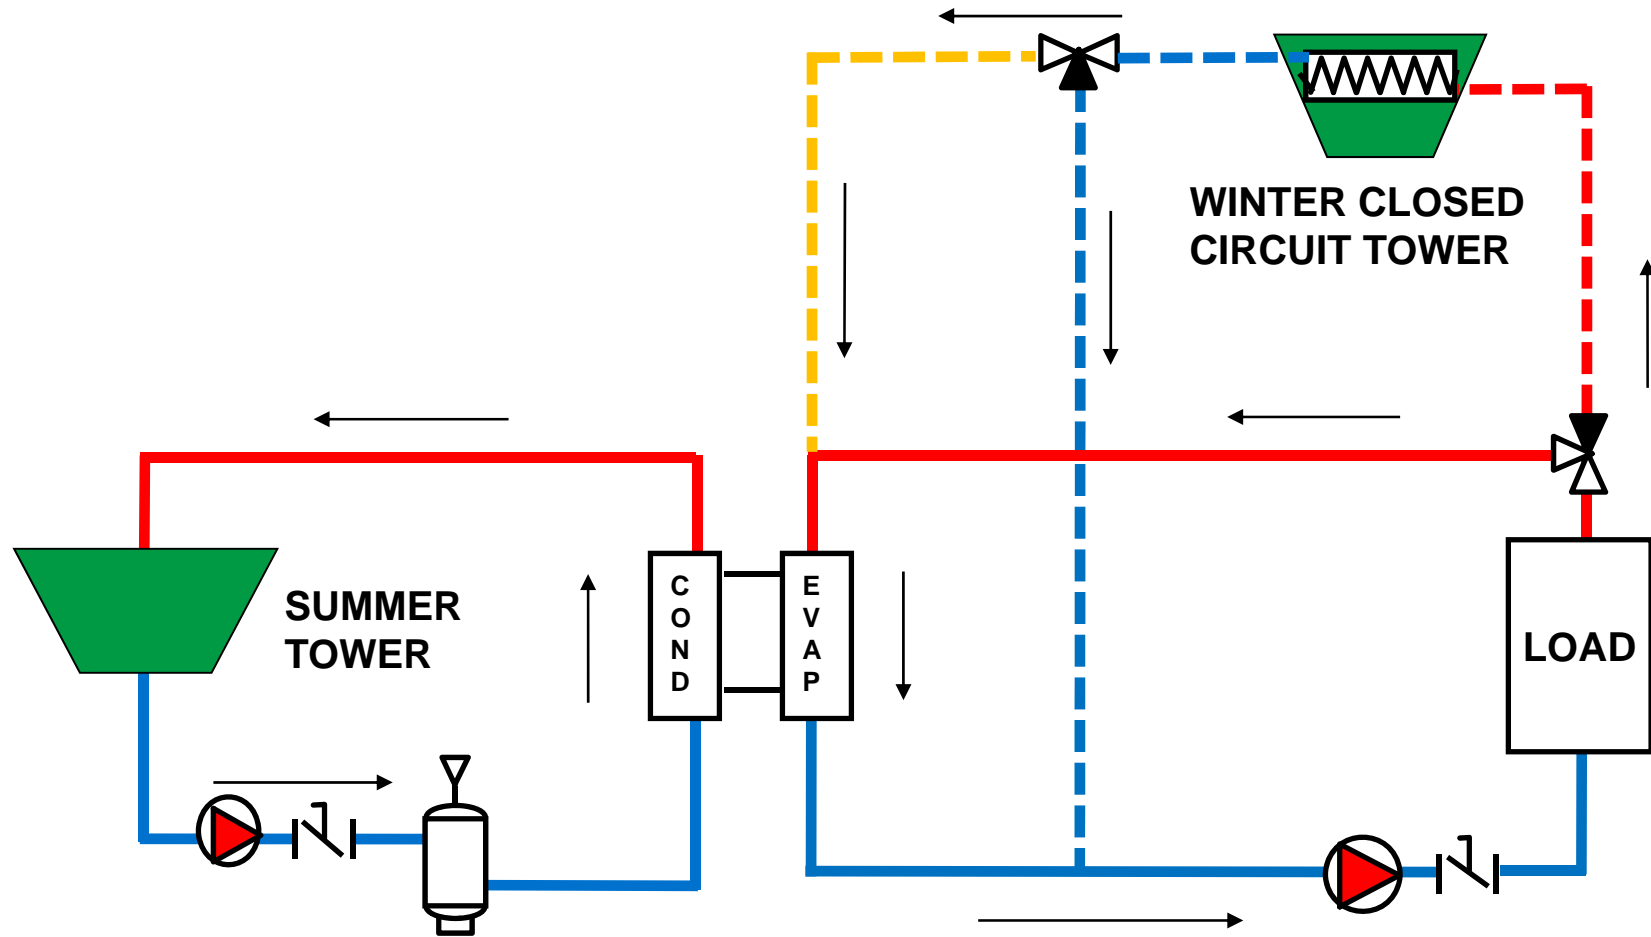 WINTER CLOSED
CIRCUIT TOWER
SUMMER
TOWER
C
O
N
D
E
V
A
P
LOAD